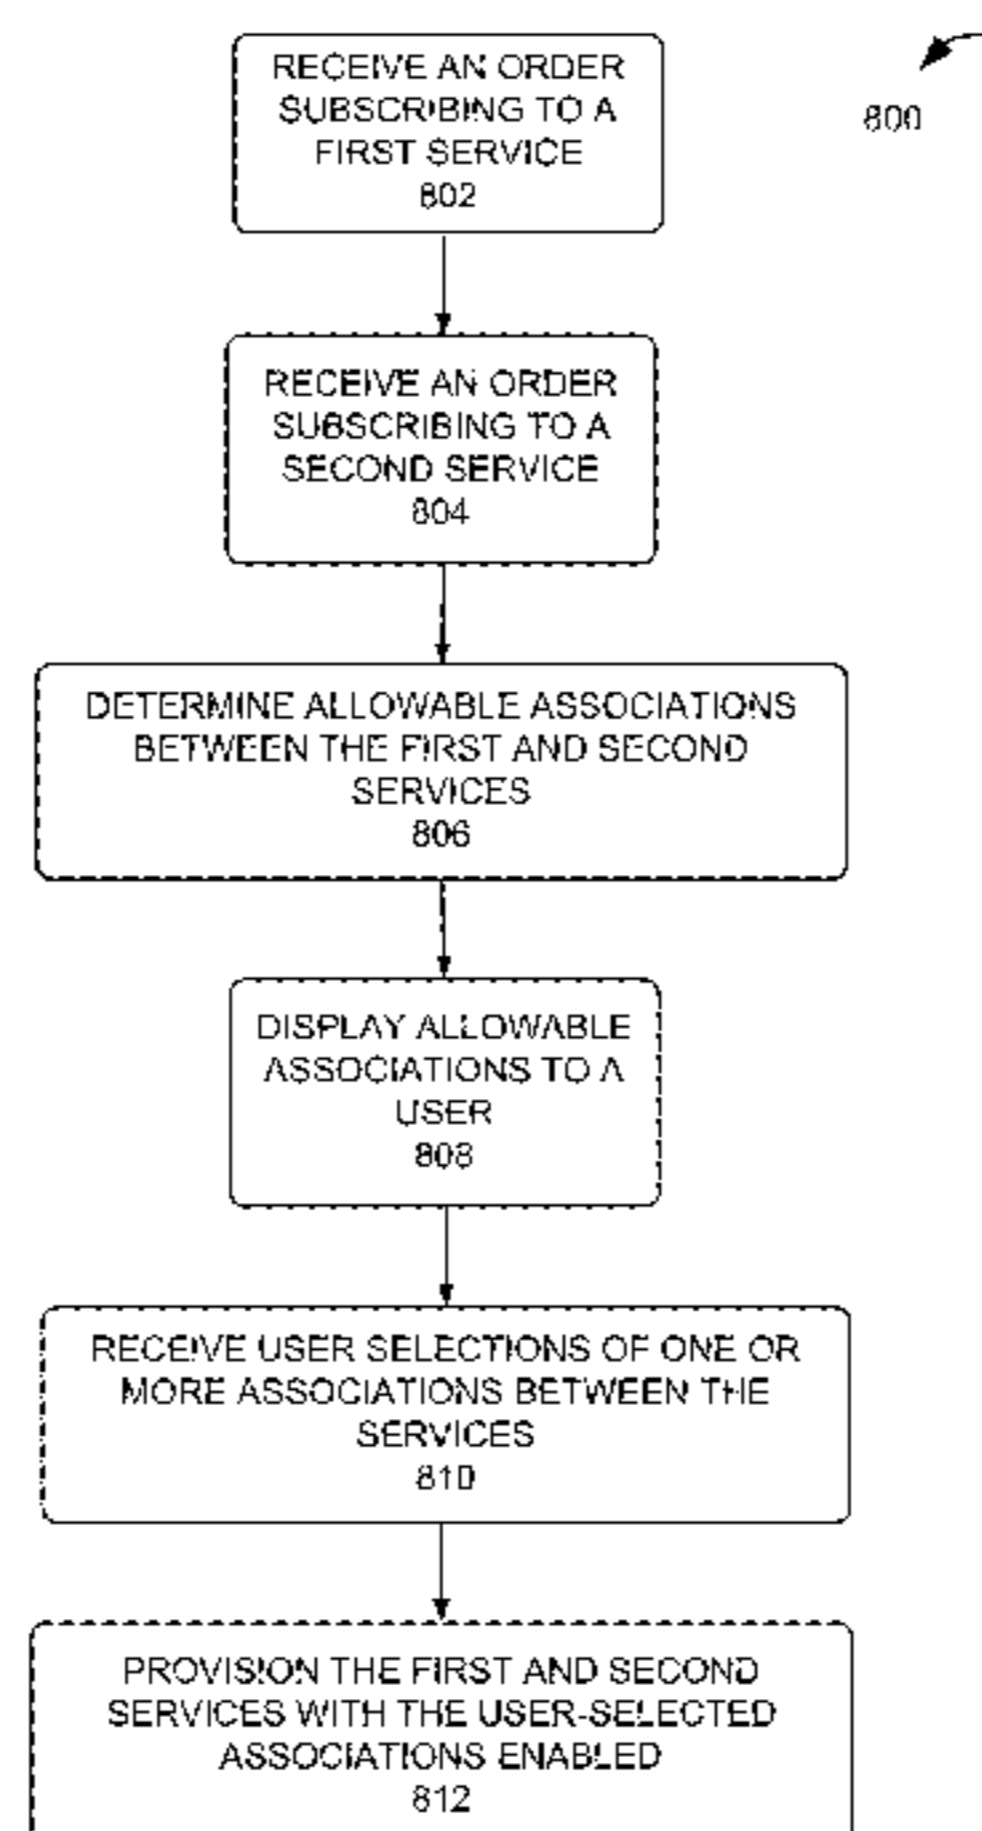 RECEIVE AN ORDER
SUBSCRIBING TO A
FIRST SERVICE
802
800
RECEIVE AN ORDER
SUBSCRIBING TO A
SECOND SERVICE
804
DETERMINE ALLOWABLE ASSOCIATIONS
BETWEEN THE FIRST AND SECOND
SERVICES
806
DISPLAY ALLOWABLE
ASSOCIATIONS TO A
USER
808
RECEIVE USER SELECTIONS OF ONE OR
MORE ASSOCIATIONS BETWEEN THE
SERVICES
810
PROVISION THE FIRST AND SECOND
SERVICES WITH THE USER-SELECTED
ASSOCIATIONS ENABLED
812